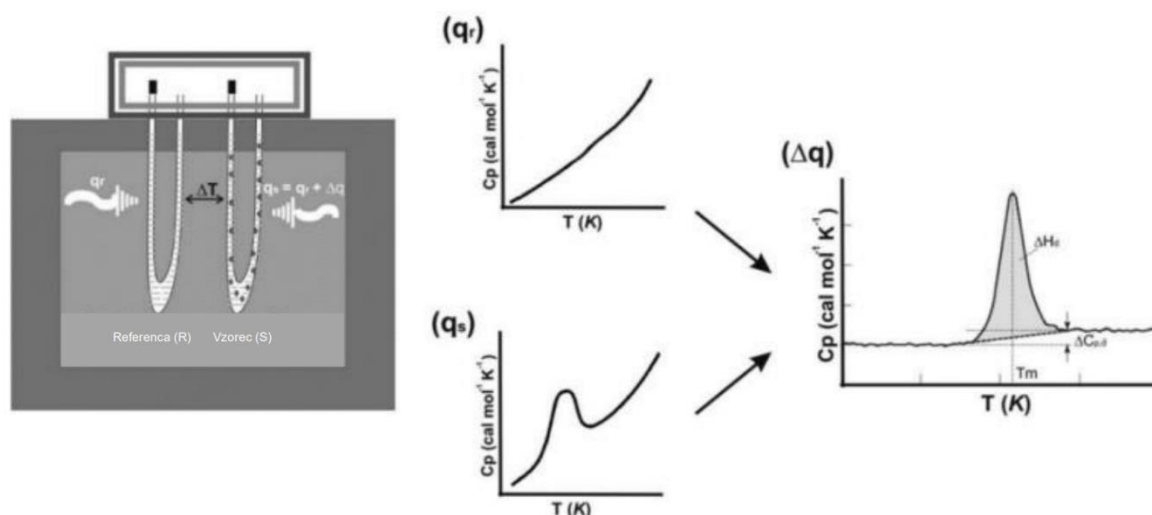 qr
ΔT
qs = qr + Δq
Referenca (R)
Vzorec (S)
(qr)
Cp (cal mol-1 K-1)
T (K)
(qs)
Cp (cal mol-1 K-1)
T (K)
(Δq)
Cp (cal mol-1 K-1)
ΔHd
ΔCp,d
Tm
T (K)